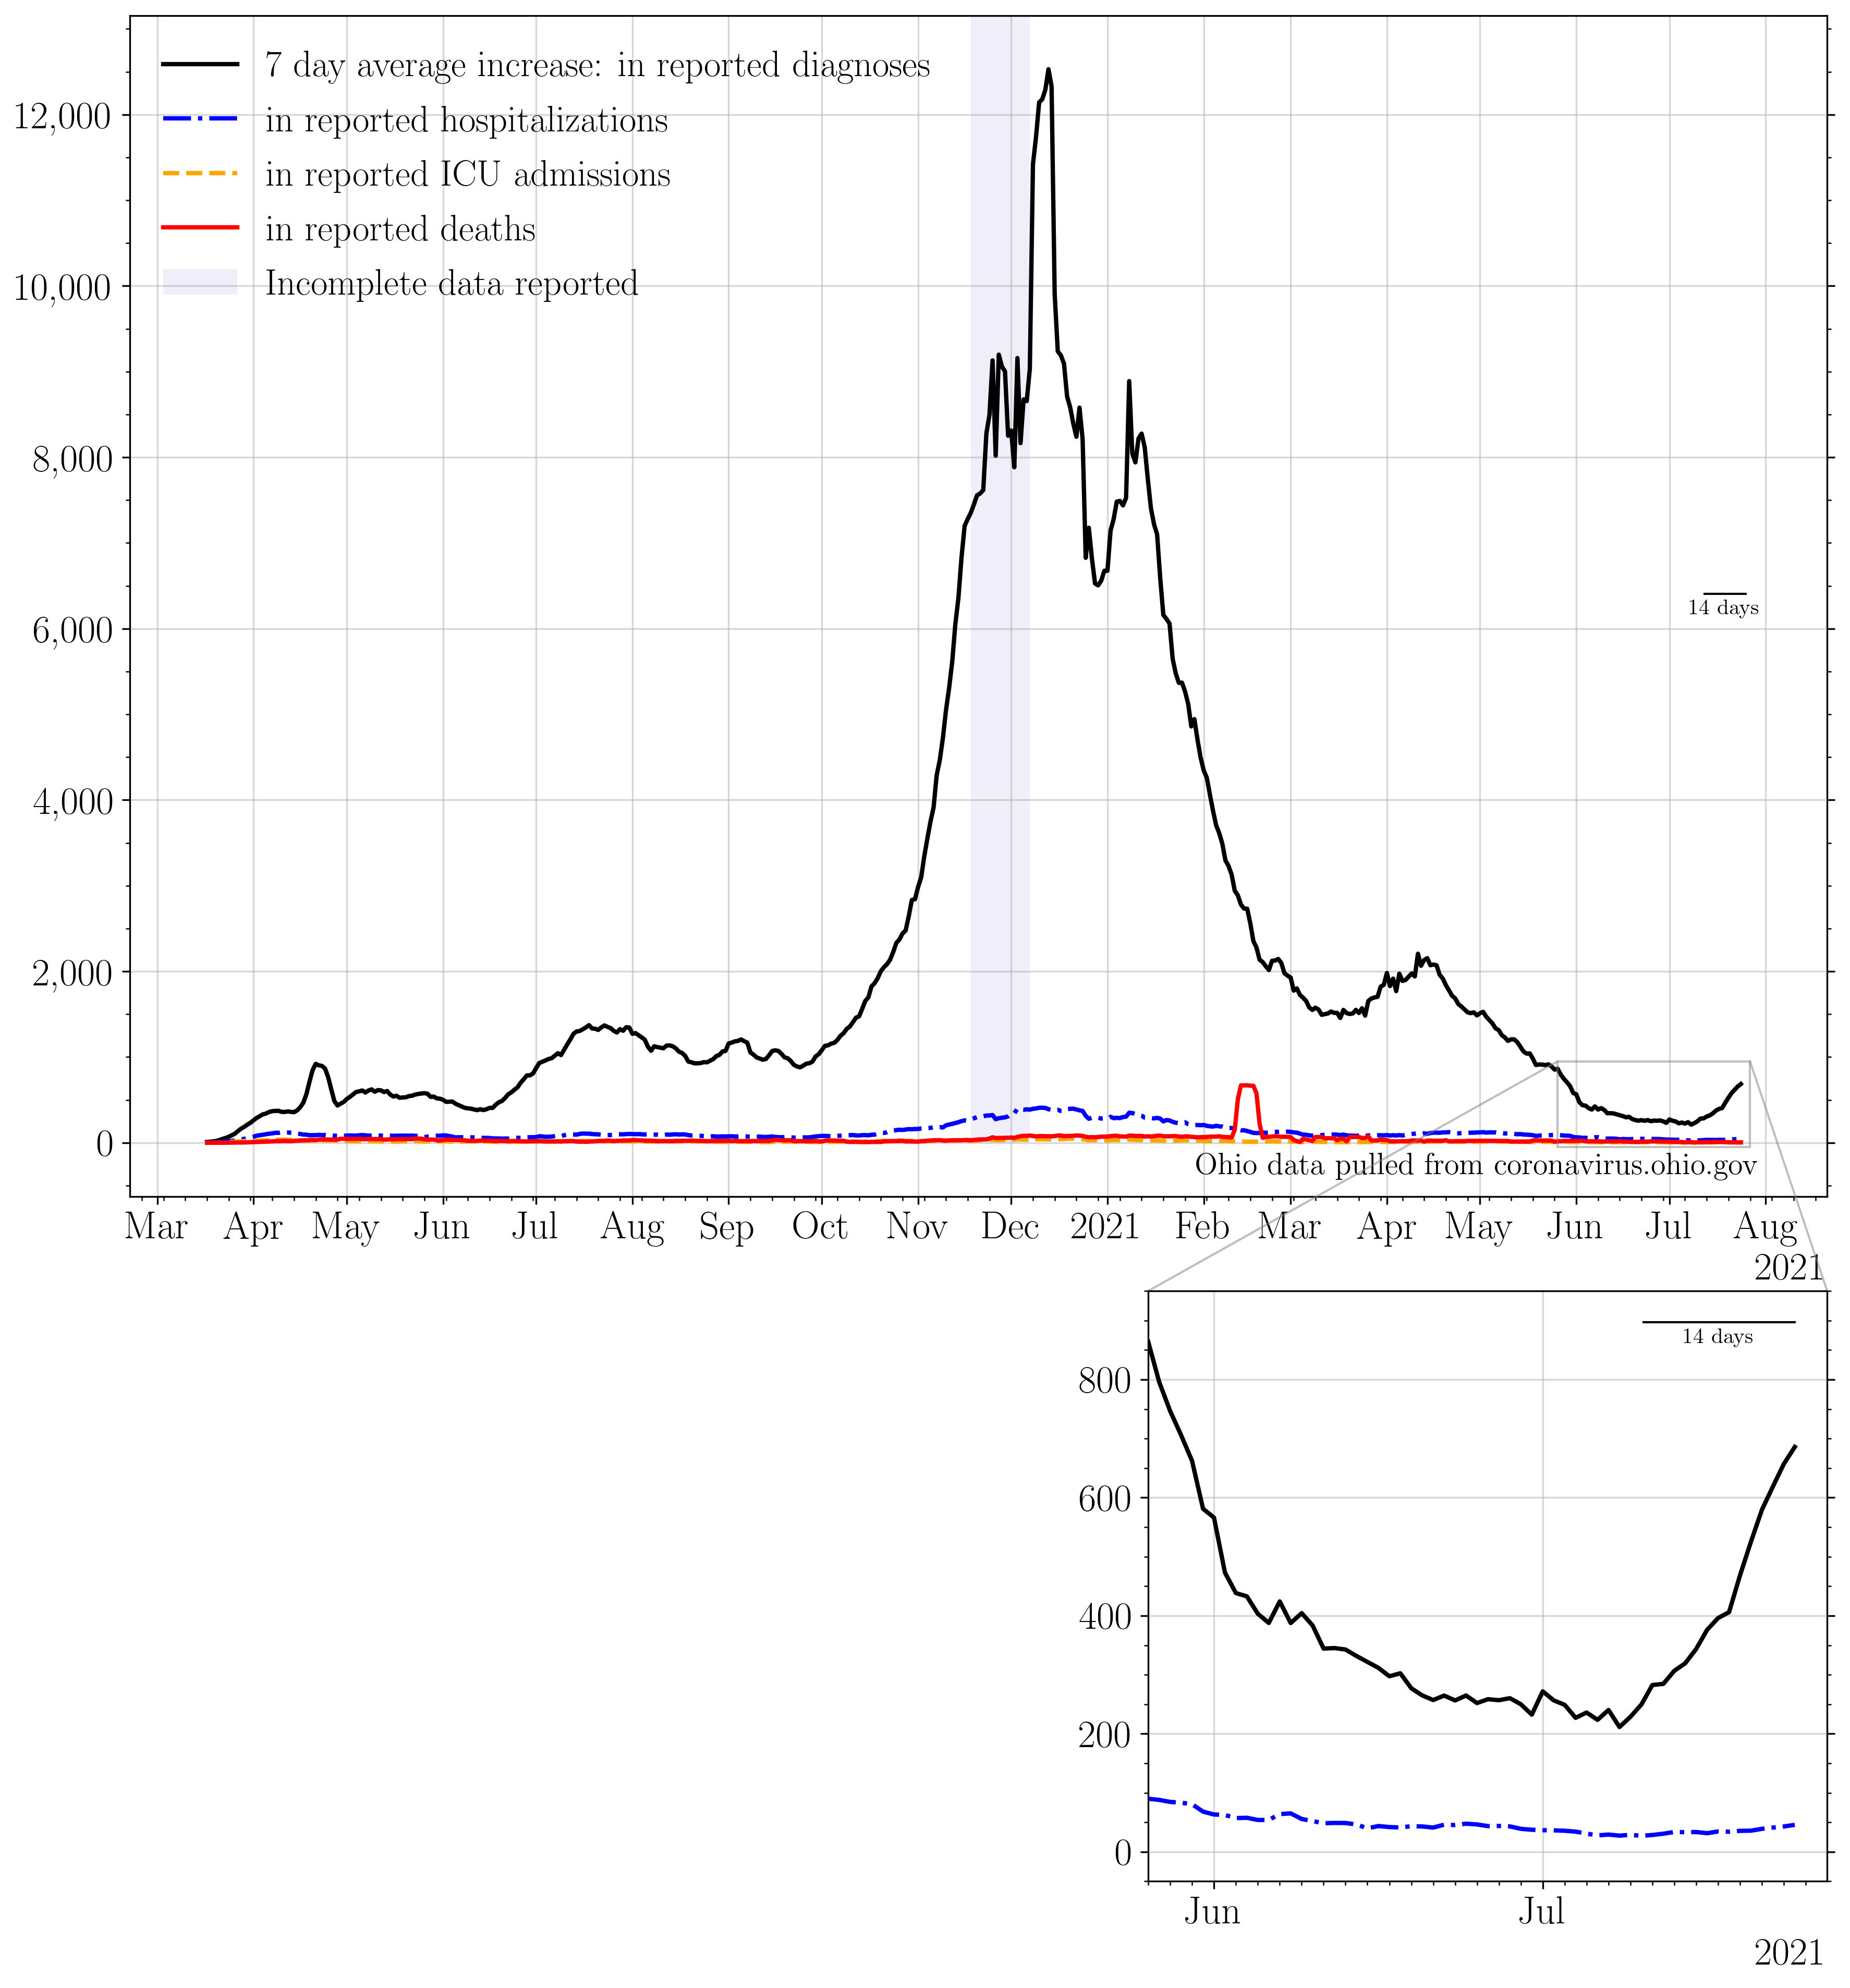 7 day average increase: in reported diagnoses
in reported hospitalizations
in reported ICU admissions
in reported deaths
Incomplete data reported
12,000
10,000
8,000
6,000
4,000
2,000
0
14 days
Ohio data pulled from coronavirus.ohio.gov
Mar Apr May Jun Jul Aug Sep Oct Nov Dec 2021 Feb Mar Apr May Jun Jul Aug
2021
14 days
800
600
400
200
0
Jun Jul
2021